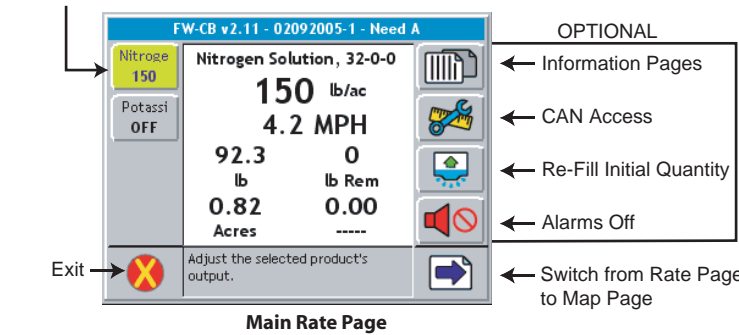 FW-CB v2.11 - 02092005-1 - Need A
OPTIONAL
Nitroge
150
Nitrogen Solution, 32-0-0
Information Pages
150 lb/ac
Potassi
OFF
4.2 MPH
CAN Access
92.3 0
lb lb Rem
Re-Fill Initial Quantity
0.82 0.00
Acres -----
Alarms Off
Exit
Adjust the selected product's
output.
Switch from Rate Page
to Map Page
Main Rate Page